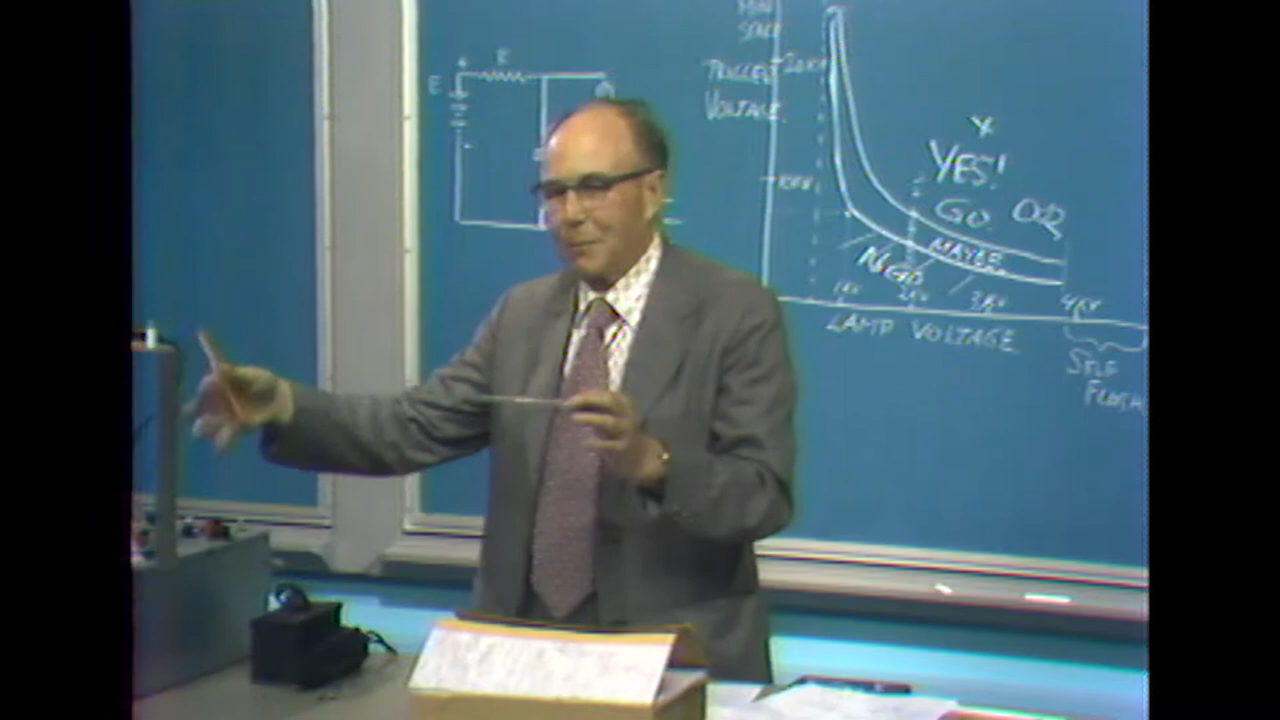 MIN
TRIGGER 20KV
VOLTAGE
E
R
10KV
YES!
GO OR
MAYBE
NO GO
1KV 2KV 3KV 4KV
LAMP VOLTAGE
SELF
FLASH